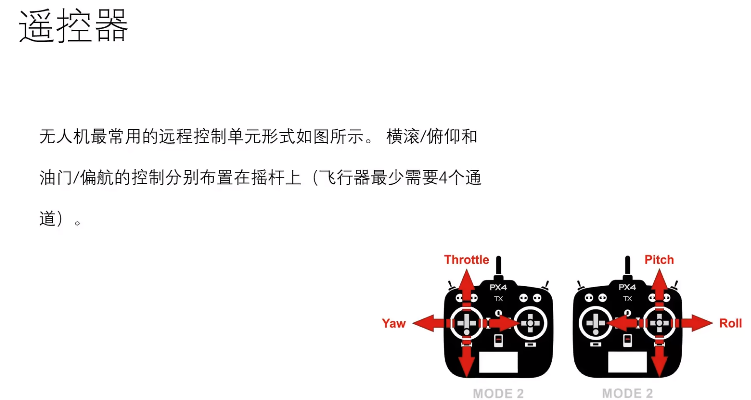 遥控器
无人机最常用的远程控制单元形式如图所示。 横滚/俯仰和
油门/偏航的控制分别布置在摇杆上（飞行器最少需要4个通
道）。
Throttle
Pitch
PX4
TX
PX4
TX
Yaw
Roll
MODE 2
MODE 2